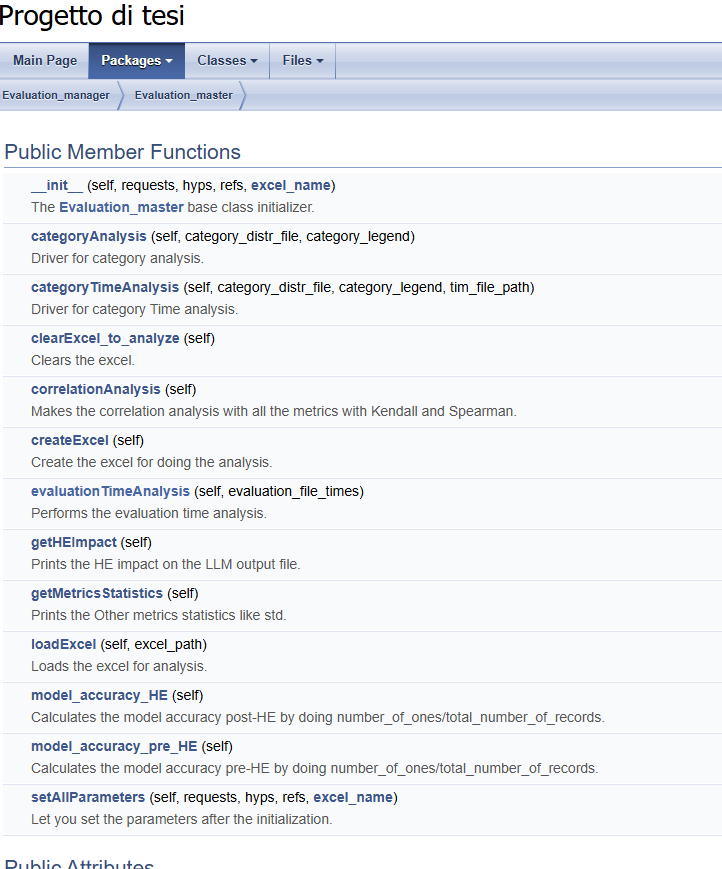 Progetto di tesi
Main Page Packages Classes Files
Evaluation_manager Evaluation_master
Public Member Functions
__init__ (self, requests, hyps, refs, excel_name)
The Evaluation_master base class initializer.
categoryAnalysis (self, category_distr_file, category_legend)
Driver for category analysis.
categoryTimeAnalysis (self, category_distr_file, category_legend, tim_file_path)
Driver for category Time analysis.
clearExcel_to_analyze (self)
Clears the excel.
correlationAnalysis (self)
Makes the correlation analysis with all the metrics with Kendall and Spearman.
createExcel (self)
Create the excel for doing the analysis.
evaluationTimeAnalysis (self, evaluation_file_times)
Performs the evaluation time analysis.
getHEImpact (self)
Prints the HE impact on the LLM output file.
getMetricsStatistics (self)
Prints the Other metrics statistics like std.
loadExcel (self, excel_path)
Loads the excel for analysis.
model_accuracy_HE (self)
Calculates the model accuracy post-HE by doing number_of_ones/total_number_of_records.
model_accuracy_pre_HE (self)
Calculates the model accuracy pre-HE by doing number_of_ones/total_number_of_records.
setAllParameters (self, requests, hyps, refs, excel_name)
Let you set the parameters after the initialization.
Public Attributes